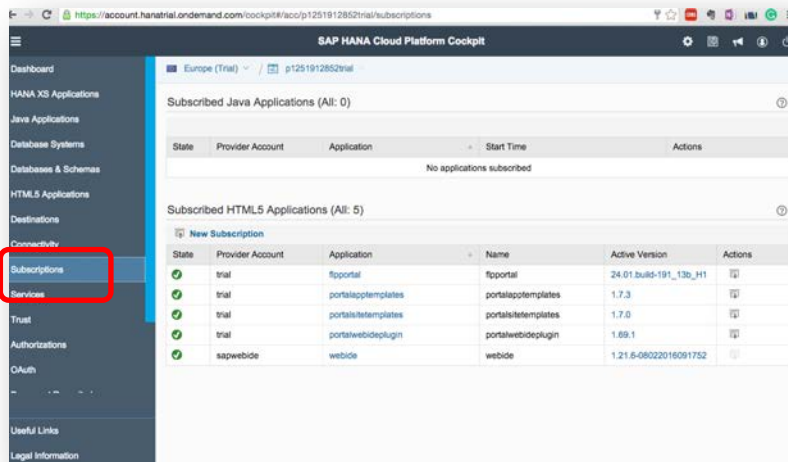 https://account.hanatrial.ondemand.com/cockpit#/acc/p1251912852trial/subscriptions
SAP HANA Cloud Platform Cockpit
Dashboard
HANA XS Applications
Java Applications
Database Systems
Databases & Schemas
HTML5 Applications
Destinations
Connectivity
Subscriptions
Services
Trust
Authorizations
OAuth
Useful Links
Legal Information
Europe (Trial) / p1251912852trial
Subscribed Java Applications (All: 0)
State Provider Account Application Start Time Actions
No applications subscribed
Subscribed HTML5 Applications (All: 5)
New Subscription
State Provider Account Application Name Active Version Actions
trial flpportal flpportal 24.01.build-191_13b_H1
trial portalapptemplates portalapptemplates 1.7.3
trial portalsitetemplates portalsitetemplates 1.7.0
trial portalwebideplugin portalwebideplugin 1.69.1
sapwebide webide webide 1.21.6-08022016091752